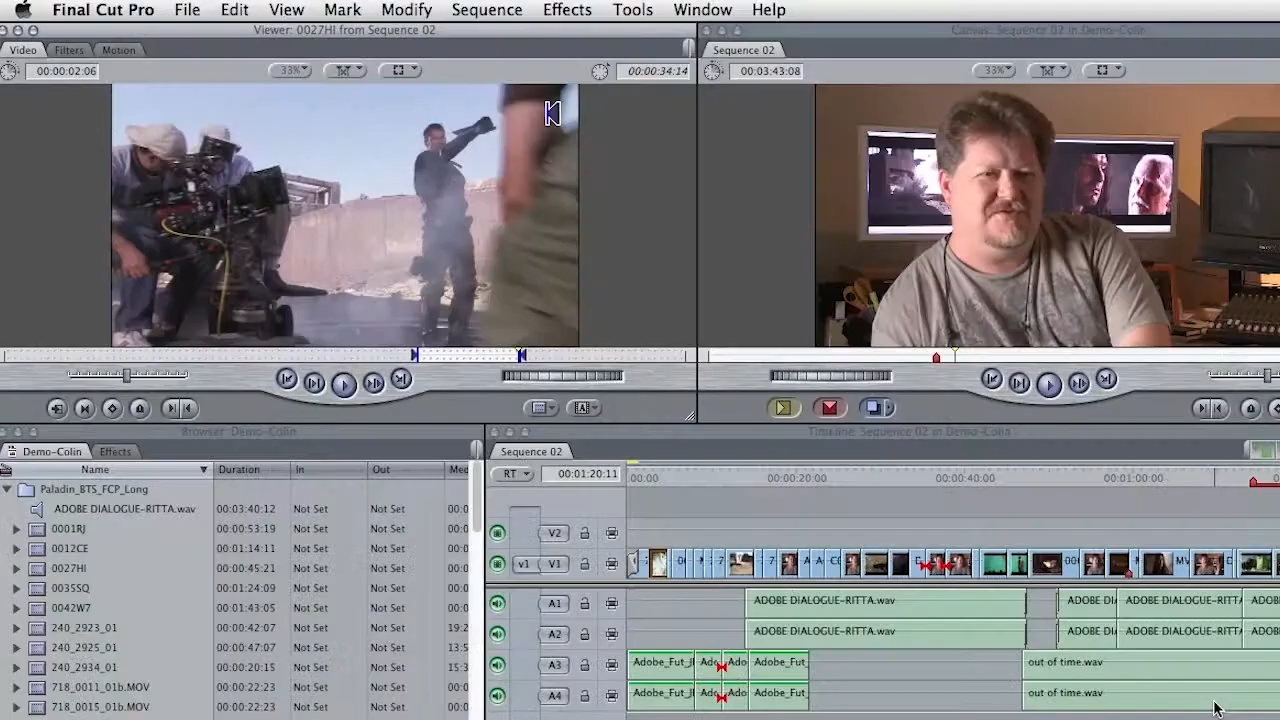 Final Cut Pro File Edit View Mark Modify Sequence Effects Tools Window Help
Viewer: 0027HI from Sequence 02
Canvas: Sequence 02 in Demo-Colin
Video Filters Motion
Sequence 02
00:00:02:06 33% 00:00:34:14
00:03:43:08 33%
Browser: Demo-Colin
Timeline: Sequence 02 in Demo-Colin
Demo-Colin Effects
Sequence 02
Name Duration In Out Med
RT 00:01:20:11 00:00 00:00:20:00 00:00:40:00 00:01:00:00
Paladin_BTS_FCP_Long
ADOBE DIALOGUE-RITTA.wav 00:03:40:12 Not Set Not Set 00:0
0001RJ 00:00:53:19 Not Set Not Set 00:0
0012CE 00:01:14:11 Not Set Not Set 00:0
0027HI 00:00:45:21 Not Set Not Set 00:0
0035SQ 00:01:24:09 Not Set Not Set 00:0
0042W7 00:01:43:05 Not Set Not Set 00:0
240_2923_01 00:00:42:07 Not Set Not Set 19:2
240_2925_01 00:00:47:07 Not Set Not Set 13:5
240_2934_01 00:00:20:15 Not Set Not Set 15:3
718_0011_01b.MOV 00:00:22:23 Not Set Not Set 00:0
718_0015_01b.MOV 00:00:22:23 Not Set Not Set 00:0
V2
v1 V1
A1 ADOBE DIALOGUE-RITTA.wav ADOBE DI ADOBE DIALOGUE-RITT ADOB
A2 ADOBE DIALOGUE-RITTA.wav ADOBE DI ADOBE DIALOGUE-RITT ADOB
A3 Adobe_Fut_J Ado Ado Adobe_Fut_ out of time.wav
A4 Adobe_Fut_J Ado Ado Adobe_Fut_ out of time.wav